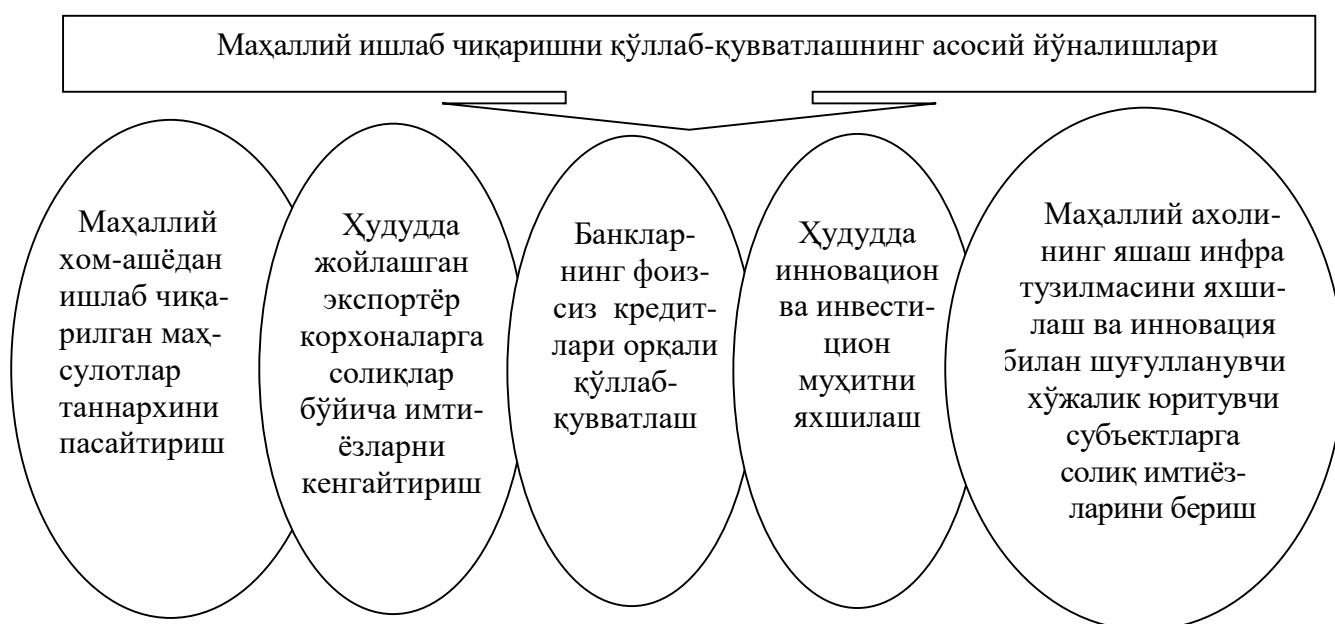 Маҳаллий ишлаб чиқаришни қўллаб-қувватлашнинг асосий йўналишлари
Маҳаллий
хом-ашёдан
ишлаб чиқа-
рилган маҳ-
сулотлар
таннархини
пасайтириш
Ҳудудда
жойлашган
экспортёр
корхоналарга
солиқлар
бўйича имти-
ёзларни
кенгайтириш
Банклар-
нинг фоиз-
сиз кредит-
лари орқали
қўллаб-
қувватлаш
Ҳудудда
инновацион
ва инвести-
цион
муҳитни
яхшилаш
Маҳаллий ахоли-
нинг яшаш инфра
тузилмасини яхши-
лаш ва инновация
билан шуғулланувчи
хўжалик юритувчи
субъектларга
солиқ имтиёз-
ларини бериш